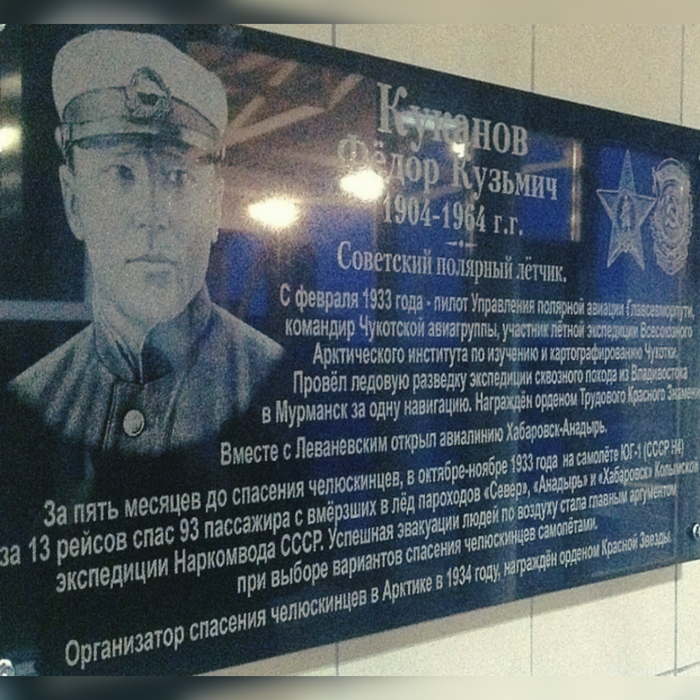 Куканов
Фёдор Кузьмич
1904-1964 г.г.
Советский полярный лётчик.
С февраля 1933 года - пилот Управления полярной авиации Главсевморпути,
командир Чукотской авиагруппы, участник лётной экспедиции Всесоюзного
Арктического института по изучению и картографированию Чукотки.
Провёл ледовую разведку экспедиции сквозного похода из Владивостока
в Мурманск за одну навигацию. Награждён орденом Трудового Красного
Вместе с Леваневским открыл авиалинию Хабаровск-Анадырь.
За пять месяцев до спасения челюскинцев, в октябре-ноябре 1933 года на самолёте ЮГ-1 (СССР Н4)
за 13 рейсов спас 93 пассажира с вмёрзших в лёд пароходов «Север», «Анадырь» и «Хабаровск»
экспедиции Наркомвода СССР. Успешная эвакуации людей по воздуху стала главным аргументом
при выборе вариантов спасения челюскинцев самолётами.
Организатор спасения челюскинцев в Арктике в 1934 году, награждён орденом Красной Звезды.